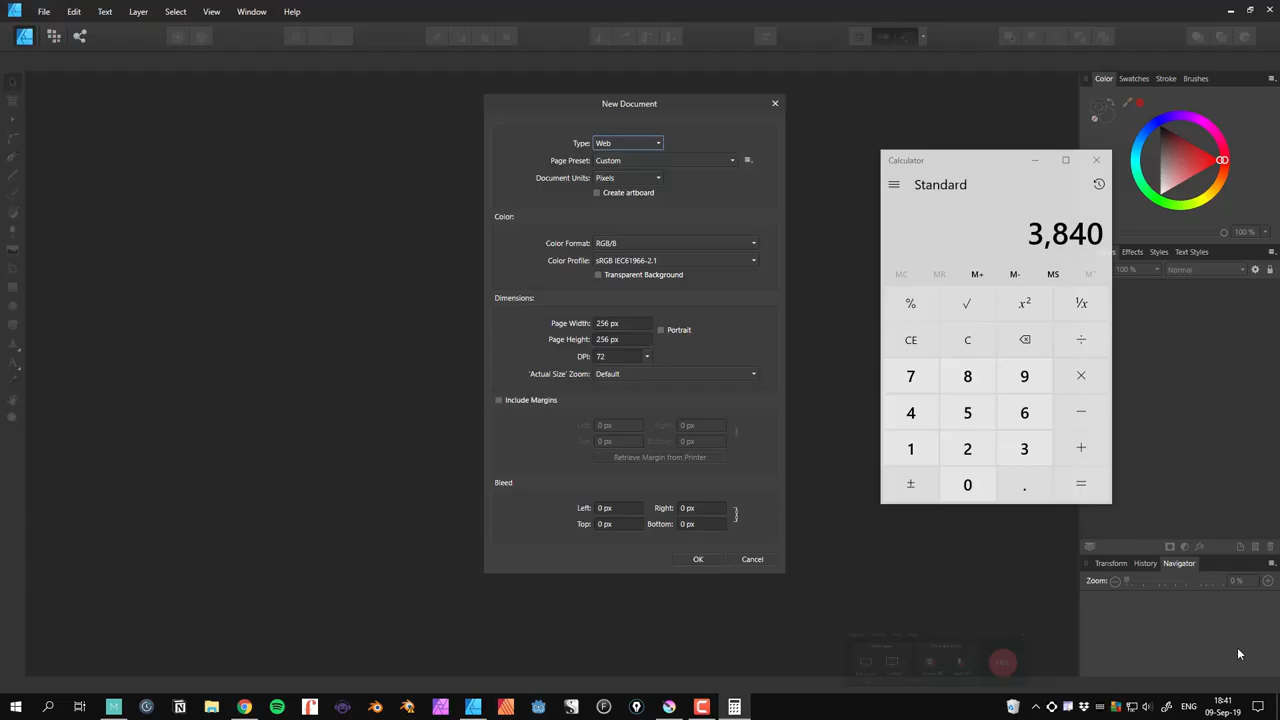 File Edit Text Layer Select View Window Help
Color Swatches Stroke Brushes
100 %
Effects Styles Text Styles
100 % Normal
New Document
Type: Web
Page Preset: Custom
Document Units: Pixels
Create artboard
Color:
Color Format: RGB/8
Color Profile: sRGB IEC61966-2.1
Transparent Background
Dimensions:
Page Width: 256 px
Portrait
Page Height: 256 px
DPI: 72
'Actual Size' Zoom: Default
Include Margins
Left: 0 px Right: 0 px
Top: 0 px Bottom: 0 px
Retrieve Margin from Printer
Bleed
Left: 0 px Right: 0 px
Top: 0 px Bottom: 0 px
OK Cancel
Calculator
Standard
3,840
MC MR M+ M- MS M˅
% √ x² ¹/x
CE C ÷
7 8 9 ×
4 5 6 −
1 2 3 +
± 0 . =
Transform History Navigator
Zoom: 0 %
REC
ENG
18:41
09-Sep-19